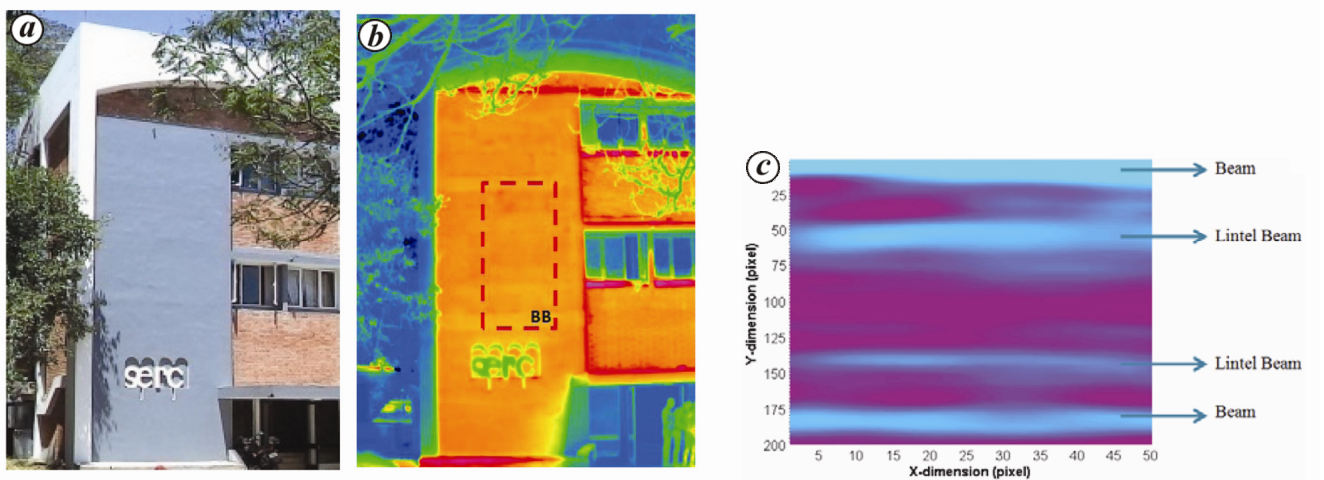 a
serc
b
BB
serc
c
Beam
25
50
Lintel Beam
75
100
125
Lintel Beam
150
175
Beam
200
Y-dimension (pixel)
5 10 15 20 25 30 35 40 45 50
X-dimension (pixel)